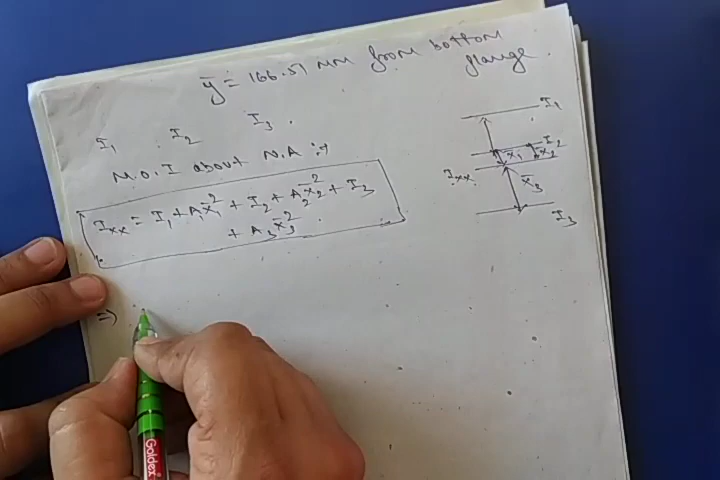 ȳ = 166.51 mm from bottom
flange.
I₁ I₂ I₃ .
M.O.I about N.A :→
Iₓₓ = I₁ + A₁x̄₁² + I₂ + A₂x̄₂² + I₃
+ A₃x̄₃² .
⇒
I₁
I₂
x̄₁ x̄₂
Iₓₓ
x̄₃
I₃
Goldex